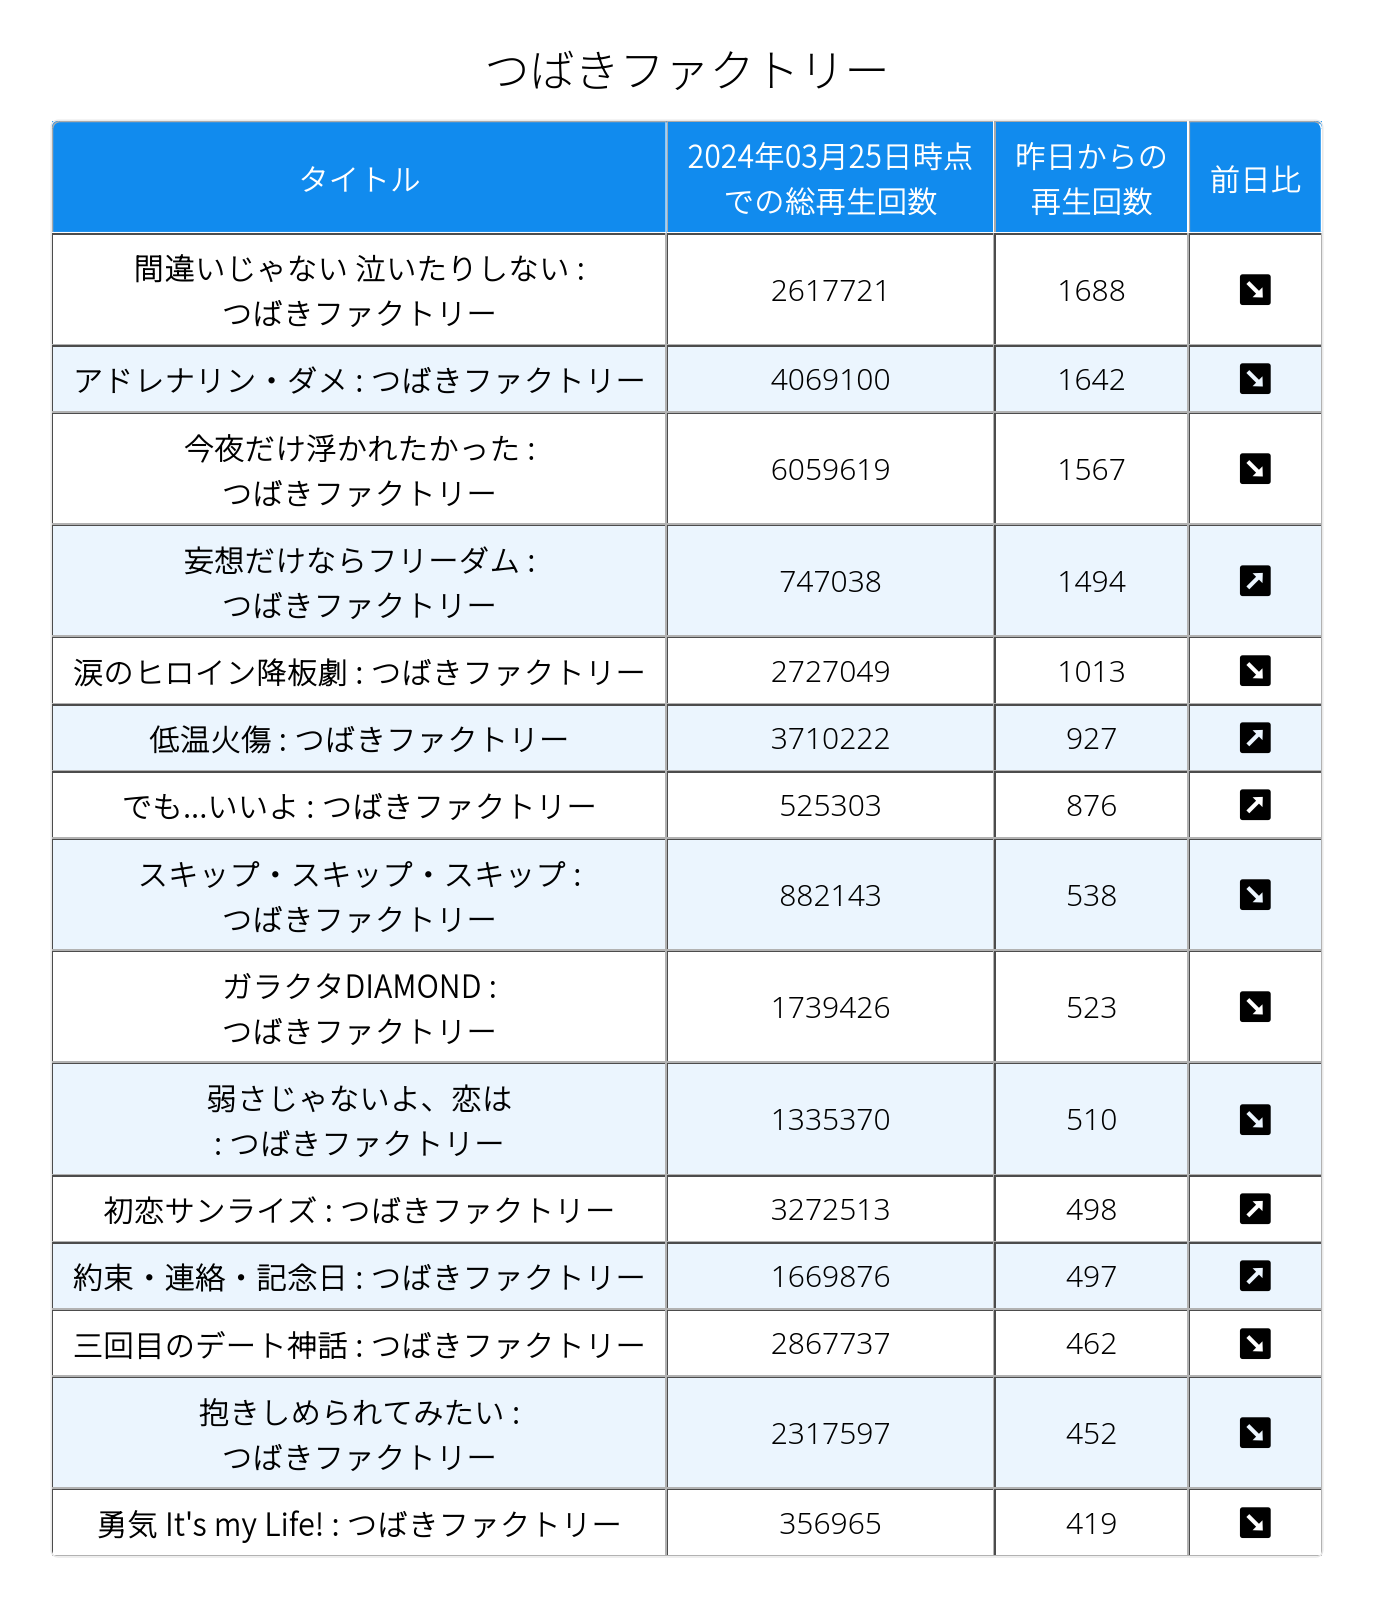 つばきファクトリー
タイトル
2024年03月25日時点
での総再生回数
昨日からの
再生回数
前日比
間違いじゃない 泣いたりしない :
つばきファクトリー
2617721
1688
アドレナリン・ダメ : つばきファクトリー
4069100
1642
今夜だけ浮かれたかった :
つばきファクトリー
6059619
1567
妄想だけならフリーダム :
つばきファクトリー
747038
1494
涙のヒロイン降板劇 : つばきファクトリー
2727049
1013
低温火傷 : つばきファクトリー
3710222
927
でも...いいよ : つばきファクトリー
525303
876
スキップ・スキップ・スキップ :
つばきファクトリー
882143
538
ガラクタDIAMOND :
つばきファクトリー
1739426
523
弱さじゃないよ、恋は
: つばきファクトリー
1335370
510
初恋サンライズ : つばきファクトリー
3272513
498
約束・連絡・記念日 : つばきファクトリー
1669876
497
三回目のデート神話 : つばきファクトリー
2867737
462
抱きしめられてみたい :
つばきファクトリー
2317597
452
勇気 It's my Life! : つばきファクトリー
356965
419